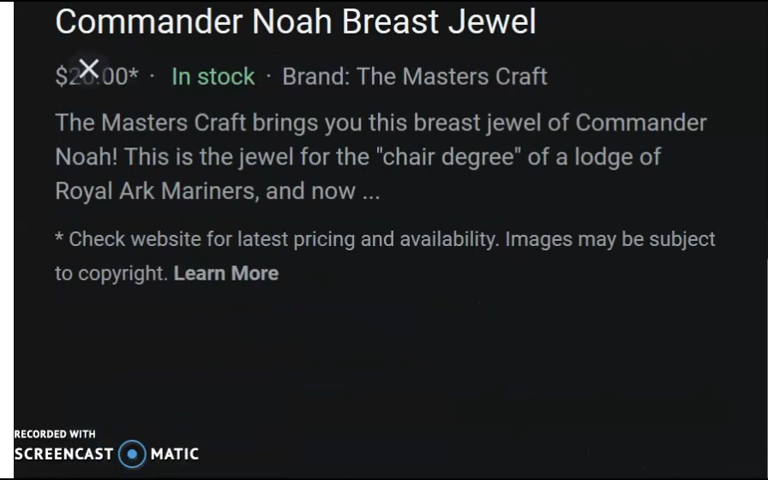 Commander Noah Breast Jewel
In stock · Brand: The Masters Craft
The Masters Craft brings you this breast jewel of Commander
Noah! This is the jewel for the "chair degree" of a lodge of
Royal Ark Mariners, and now ...
* Check website for latest pricing and availability. Images may be subject
to copyright. Learn More
RECORDED WITH
SCREENCAST MATIC